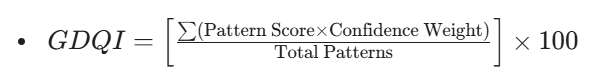 • GDQI = [ ∑(Pattern Score×Confidence Weight) / Total Patterns ] × 100